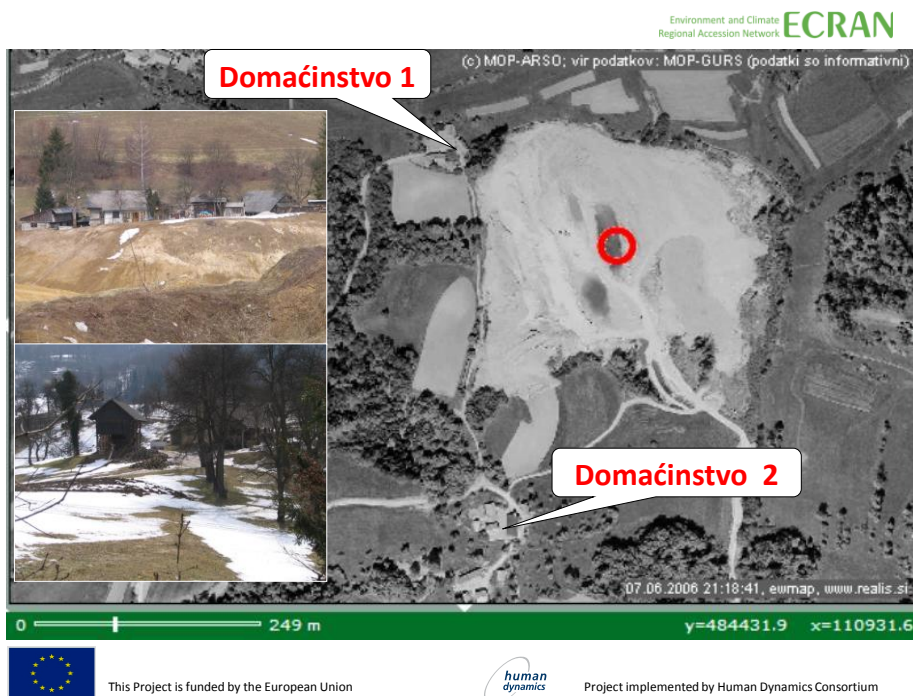 Environment and Climate
Regional Accession Network ECRAN
(c) MOP-ARSO; vir podatkov: MOP-GURS (podatki so informativni)
Domaćinstvo 1
Domaćinstvo 2
07.06.2006 21:18:41, ewmap, www.realis.si
0 249 m y=484431.9 x=110931.6
This Project is funded by the European Union
human
dynamics
Project implemented by Human Dynamics Consortium